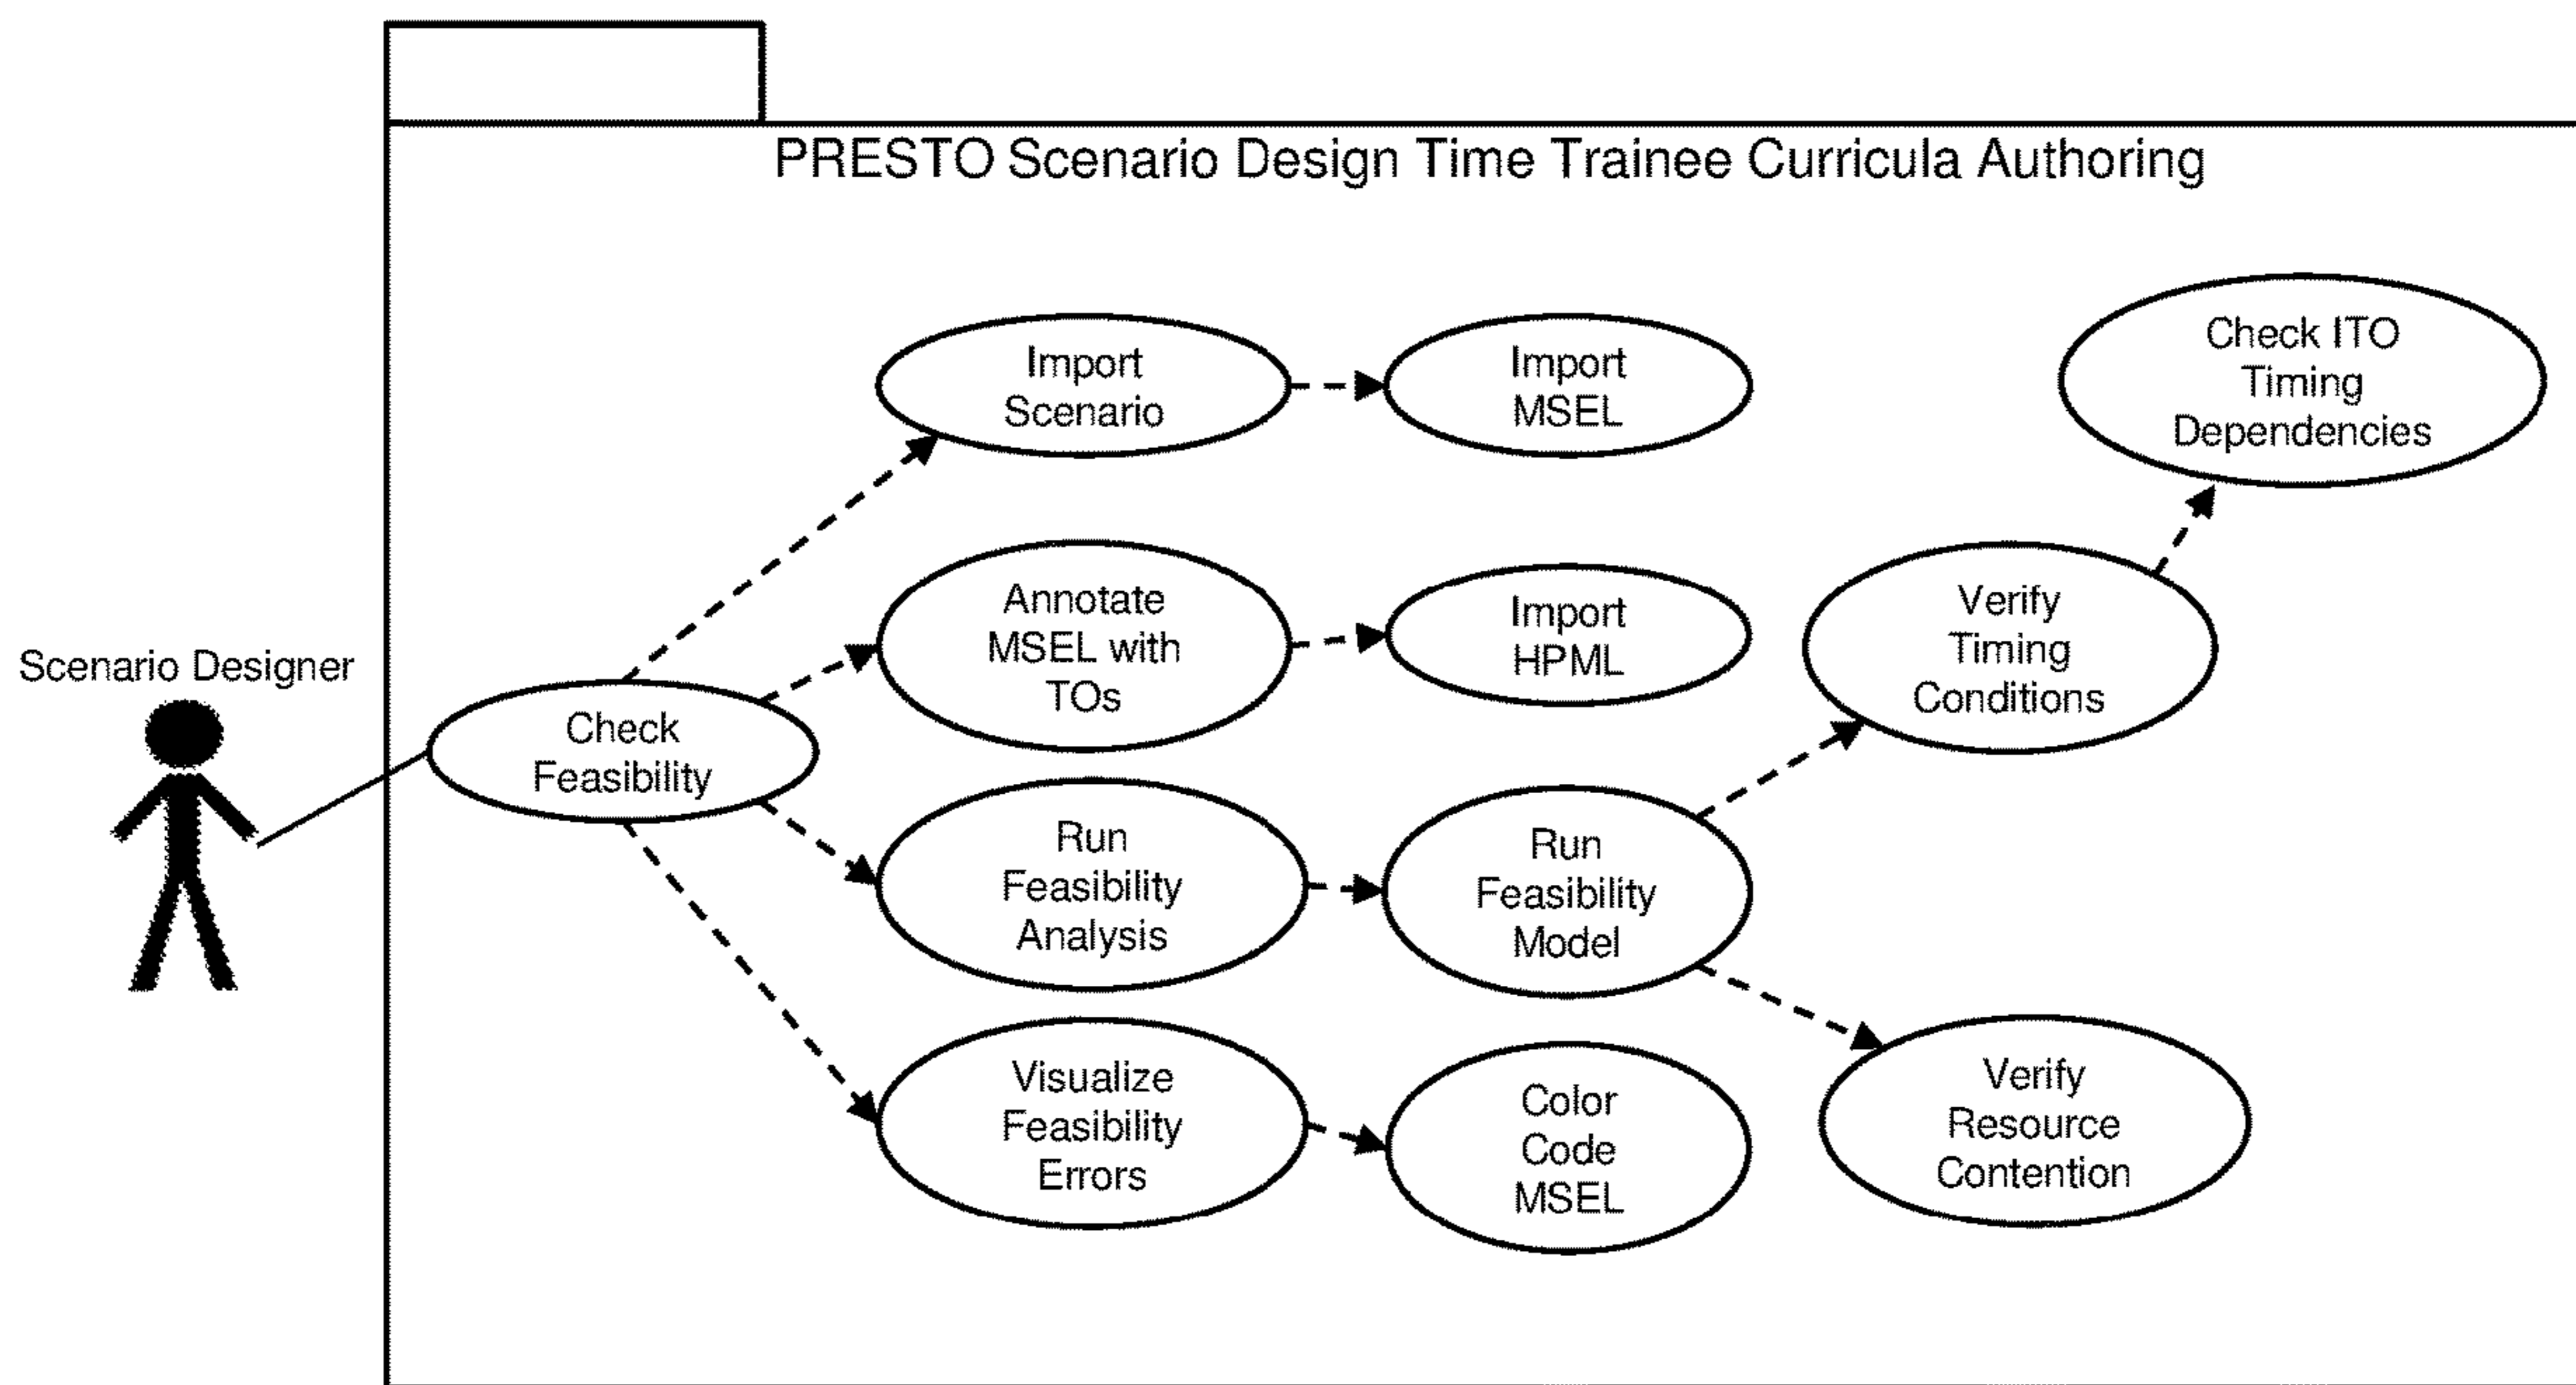 PRESTO Scenario Design Time Trainee Curricula Authoring
Scenario Designer
Check
Feasibility
Import
Scenario
Import
MSEL
Annotate
MSEL with
TOs
Import
HPML
Run
Feasibility
Analysis
Run
Feasibility
Model
Verify
Timing
Conditions
Check ITO
Timing
Dependencies
Verify
Resource
Contention
Visualize
Feasibility
Errors
Color
Code
MSEL